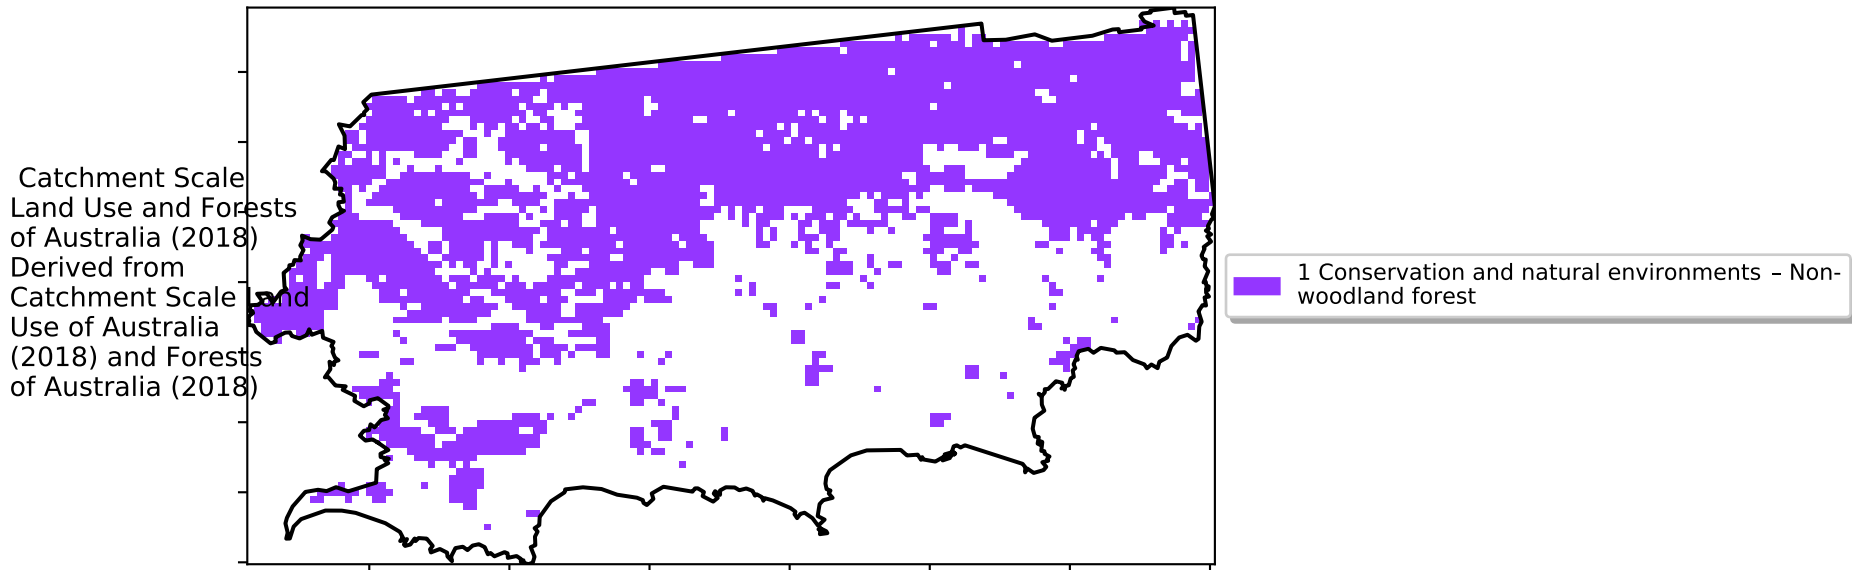 Catchment Scale
Land Use and Forests
of Australia (2018)
Derived from
Catchment Scale Land
Use of Australia
(2018) and Forests
of Australia (2018)
1 Conservation and natural environments – Non-
woodland forest